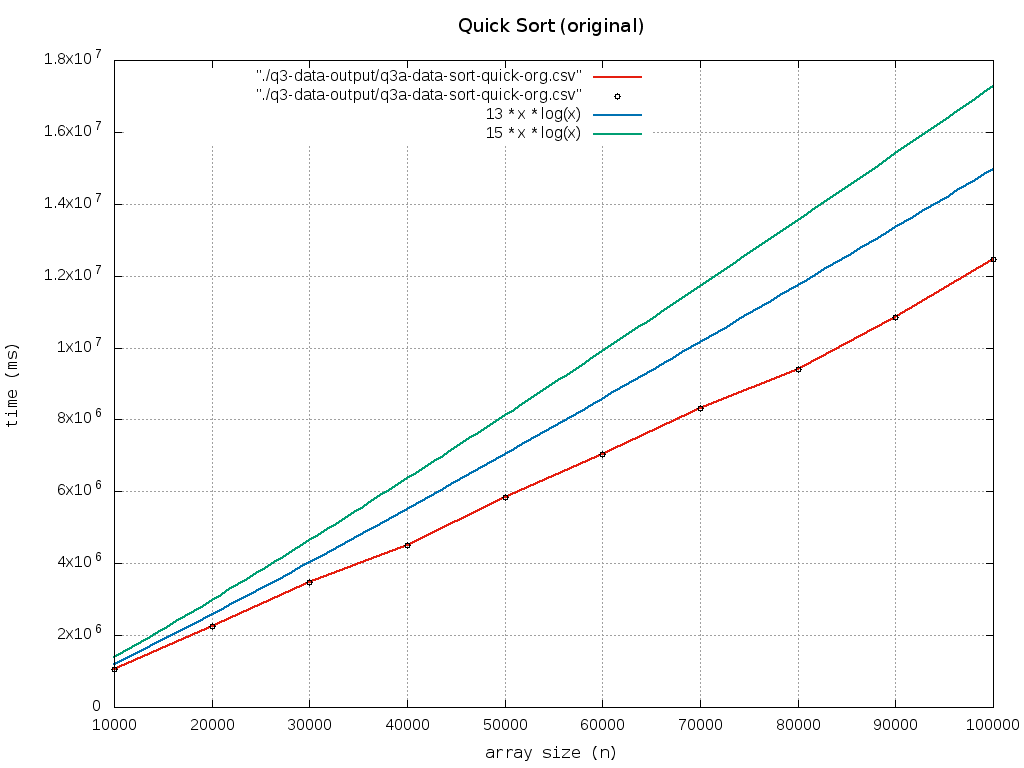 Quick Sort (original)
1.8x10^7
1.6x10^7
1.4x10^7
1.2x10^7
1x10^7
8x10^6
6x10^6
4x10^6
2x10^6
0
"./q3-data-output/q3a-data-sort-quick-org.csv"
"./q3-data-output/q3a-data-sort-quick-org.csv"
13 * x * log(x)
15 * x * log(x)
time (ms)
10000 20000 30000 40000 50000 60000 70000 80000 90000 100000
array size (n)